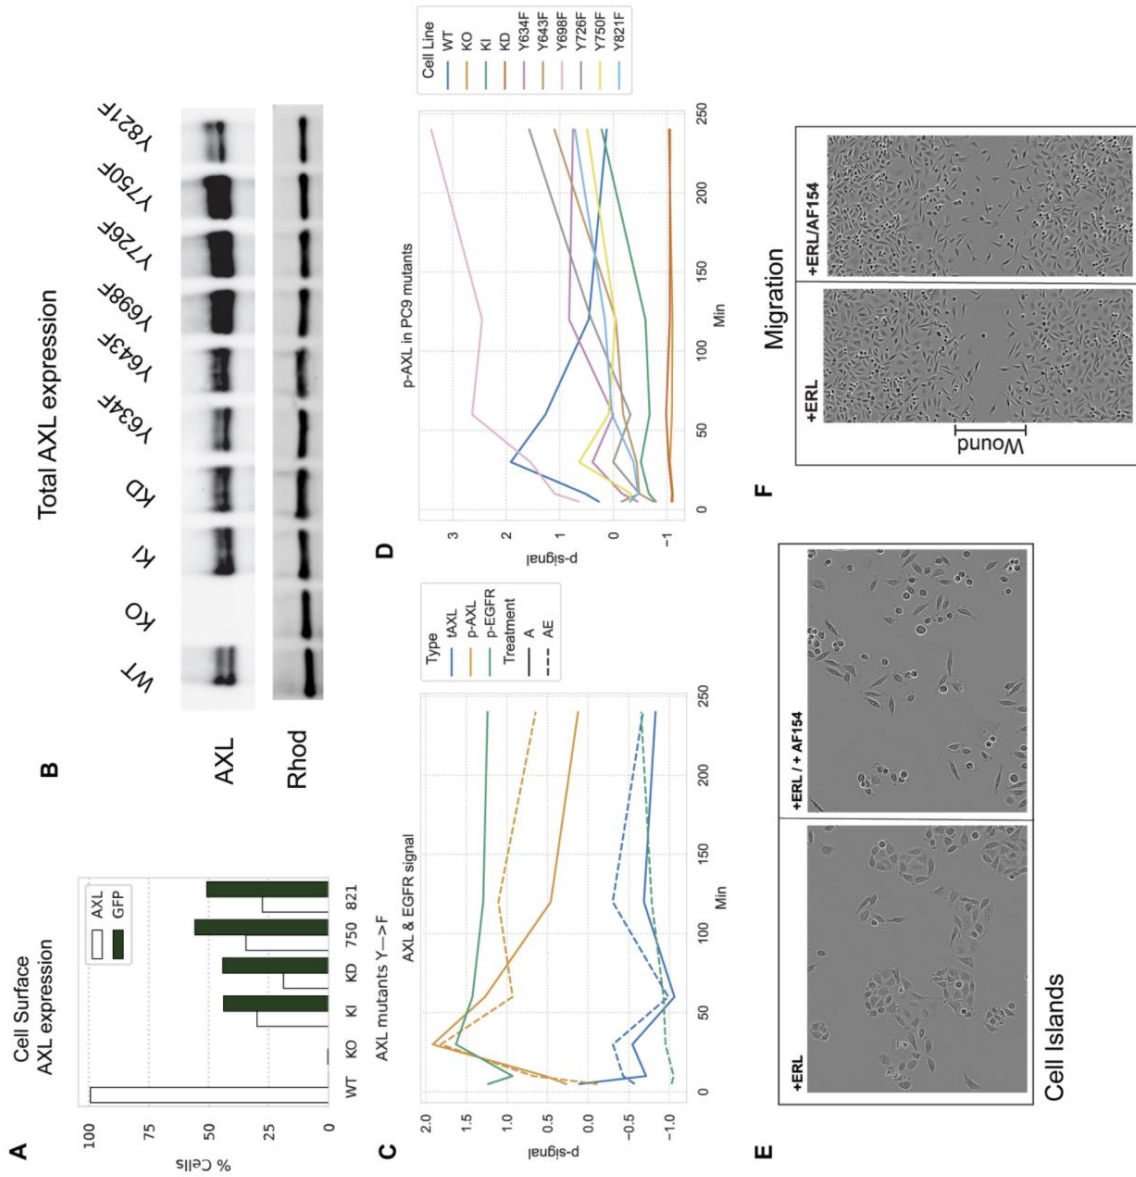 A
Cell Surface
AXL expression
% Cells
100
75
50
25
0
AXL
GFP
WT
KO
KI
KD
750
821
AXL mutants Y—>F
B
Total AXL expression
WT
KO
KI
KD
Y634F
Y643F
Y698F
Y726F
Y750F
Y821F
AXL
Rhod
C
AXL & EGFR signal
p-signal
2.0
1.5
1.0
0.5
0.0
-0.5
-1.0
0
50
100
150
200
250
Min
Type
tAXL
p-AXL
p-EGFR
Treatment
A
AE
D
p-AXL in PC9 mutants
p-signal
3
2
1
0
-1
0
50
100
150
200
250
Min
Cell Line
WT
KO
KI
KD
Y634F
Y643F
Y698F
Y726F
Y750F
Y821F
E
+ERL
+ERL / + AF154
Cell Islands
F
Migration
+ERL
+ERL/AF154
Wound